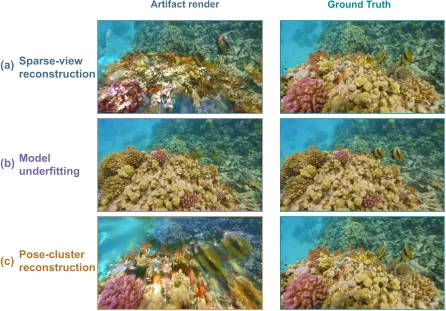 Artifact render
Ground Truth
(a) Sparse-view
reconstruction
(b) Model
underfitting
(c) Pose-cluster
reconstruction